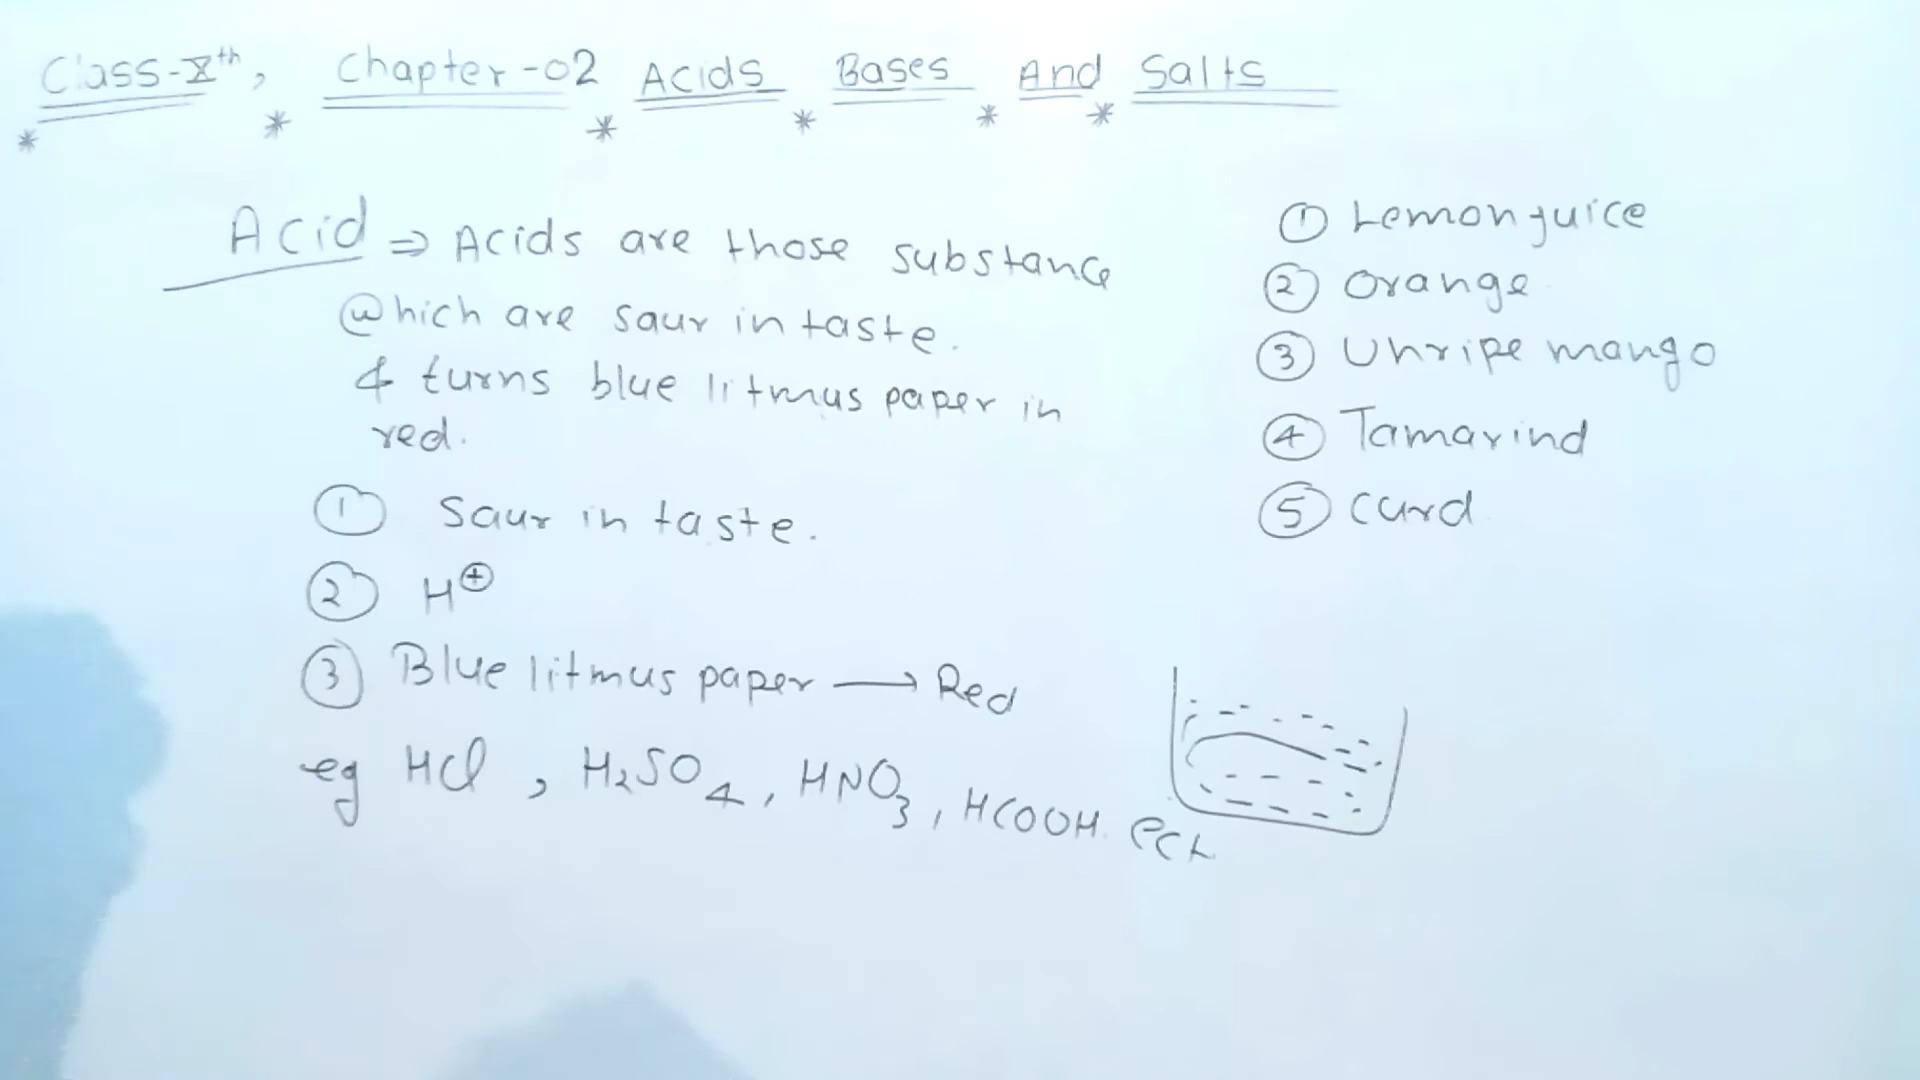 Class-Xth, Chapter-02 Acids Bases And Salts
Acid ⇒ Acids are those substance
Which are saur in taste.
& turns blue litmus paper in
red.
① Saur in taste.
② H⊕
③ Blue litmus paper → Red
eg HCl, H₂SO₄, HNO₃, HCOOH. ect
① Lemon juice
② Orange
③ Unripe mango
④ Tamarind
⑤ Curd